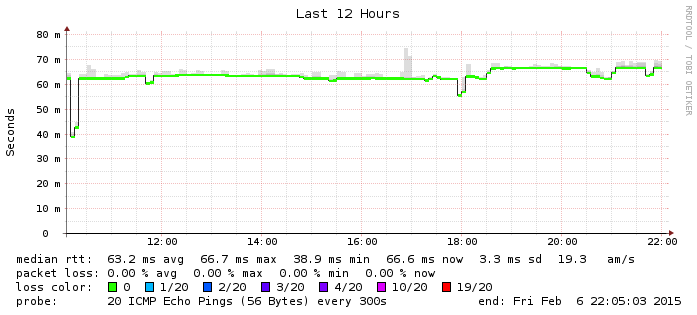 Last 12 Hours
RRDTOOL / TOBI OETIKER
Seconds
80 m
70 m
60 m
50 m
40 m
30 m
20 m
10 m
0
12:00 14:00 16:00 18:00 20:00 22:00
median rtt: 63.2 ms avg 66.7 ms max 38.9 ms min 66.6 ms now 3.3 ms sd 19.3 am/s
packet loss: 0.00 % avg 0.00 % max 0.00 % min 0.00 % now
loss color: 0 1/20 2/20 3/20 4/20 10/20 19/20
probe: 20 ICMP Echo Pings (56 Bytes) every 300s end: Fri Feb 6 22:05:03 2015